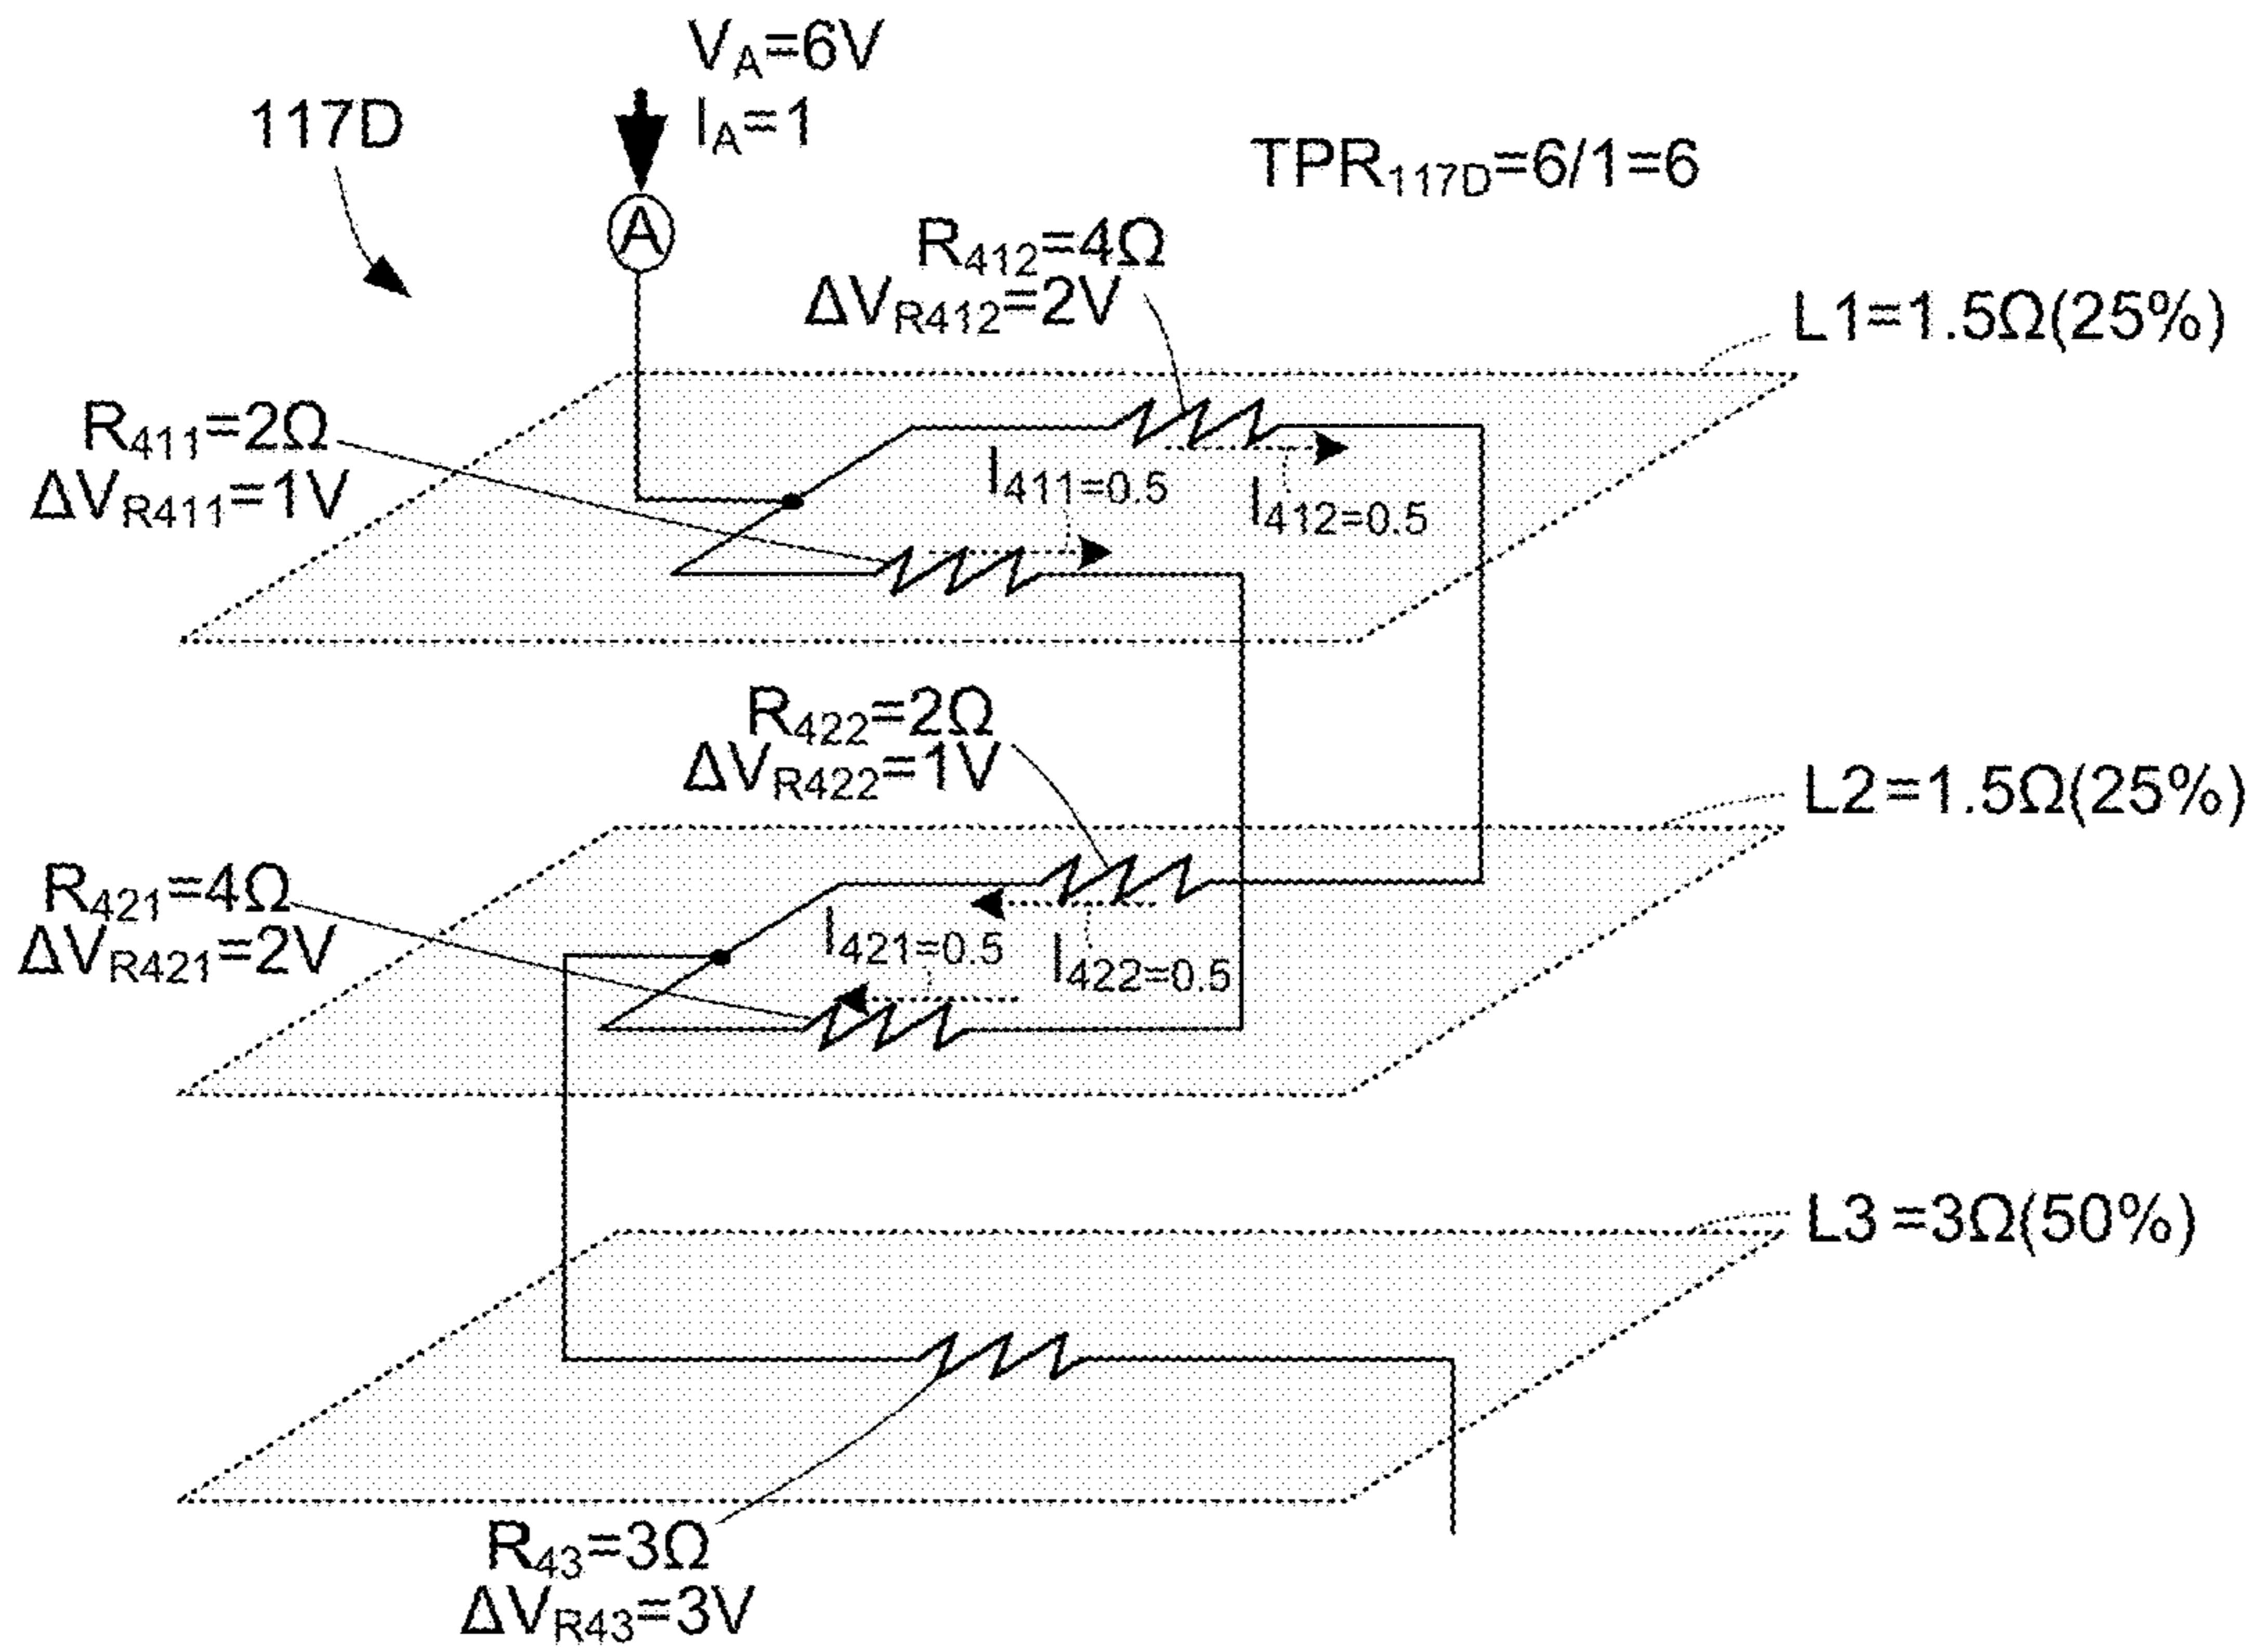 V_A=6V
I_A=1
117D
TPR_117D=6/1=6
A
R_412=4Ω
ΔV_R412=2V
L1=1.5Ω(25%)
R_411=2Ω
ΔV_R411=1V
I_411=0.5
I_412=0.5
R_422=2Ω
ΔV_R422=1V
L2=1.5Ω(25%)
R_421=4Ω
ΔV_R421=2V
I_421=0.5
I_422=0.5
L3=3Ω(50%)
R_43=3Ω
ΔV_R43=3V